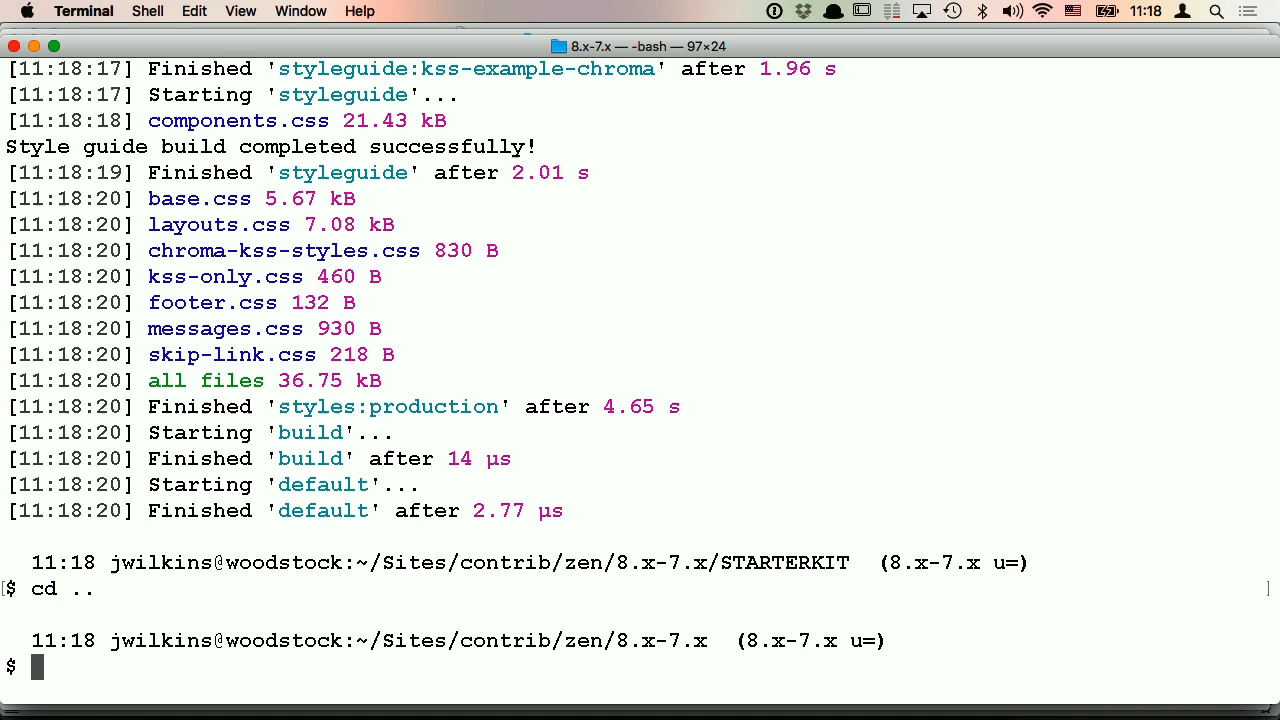 Terminal Shell Edit View Window Help 11:18
8.x-7.x — -bash — 97×24
[11:18:17] Finished 'styleguide:kss-example-chroma' after 1.96 s
[11:18:17] Starting 'styleguide'...
[11:18:18] components.css 21.43 kB
Style guide build completed successfully!
[11:18:19] Finished 'styleguide' after 2.01 s
[11:18:20] base.css 5.67 kB
[11:18:20] layouts.css 7.08 kB
[11:18:20] chroma-kss-styles.css 830 B
[11:18:20] kss-only.css 460 B
[11:18:20] footer.css 132 B
[11:18:20] messages.css 930 B
[11:18:20] skip-link.css 218 B
[11:18:20] all files 36.75 kB
[11:18:20] Finished 'styles:production' after 4.65 s
[11:18:20] Starting 'build'...
[11:18:20] Finished 'build' after 14 μs
[11:18:20] Starting 'default'...
[11:18:20] Finished 'default' after 2.77 μs
11:18 jwilkins@woodstock:~/Sites/contrib/zen/8.x-7.x/STARTERKIT (8.x-7.x u=)
[$ cd .. ]
11:18 jwilkins@woodstock:~/Sites/contrib/zen/8.x-7.x (8.x-7.x u=)
$